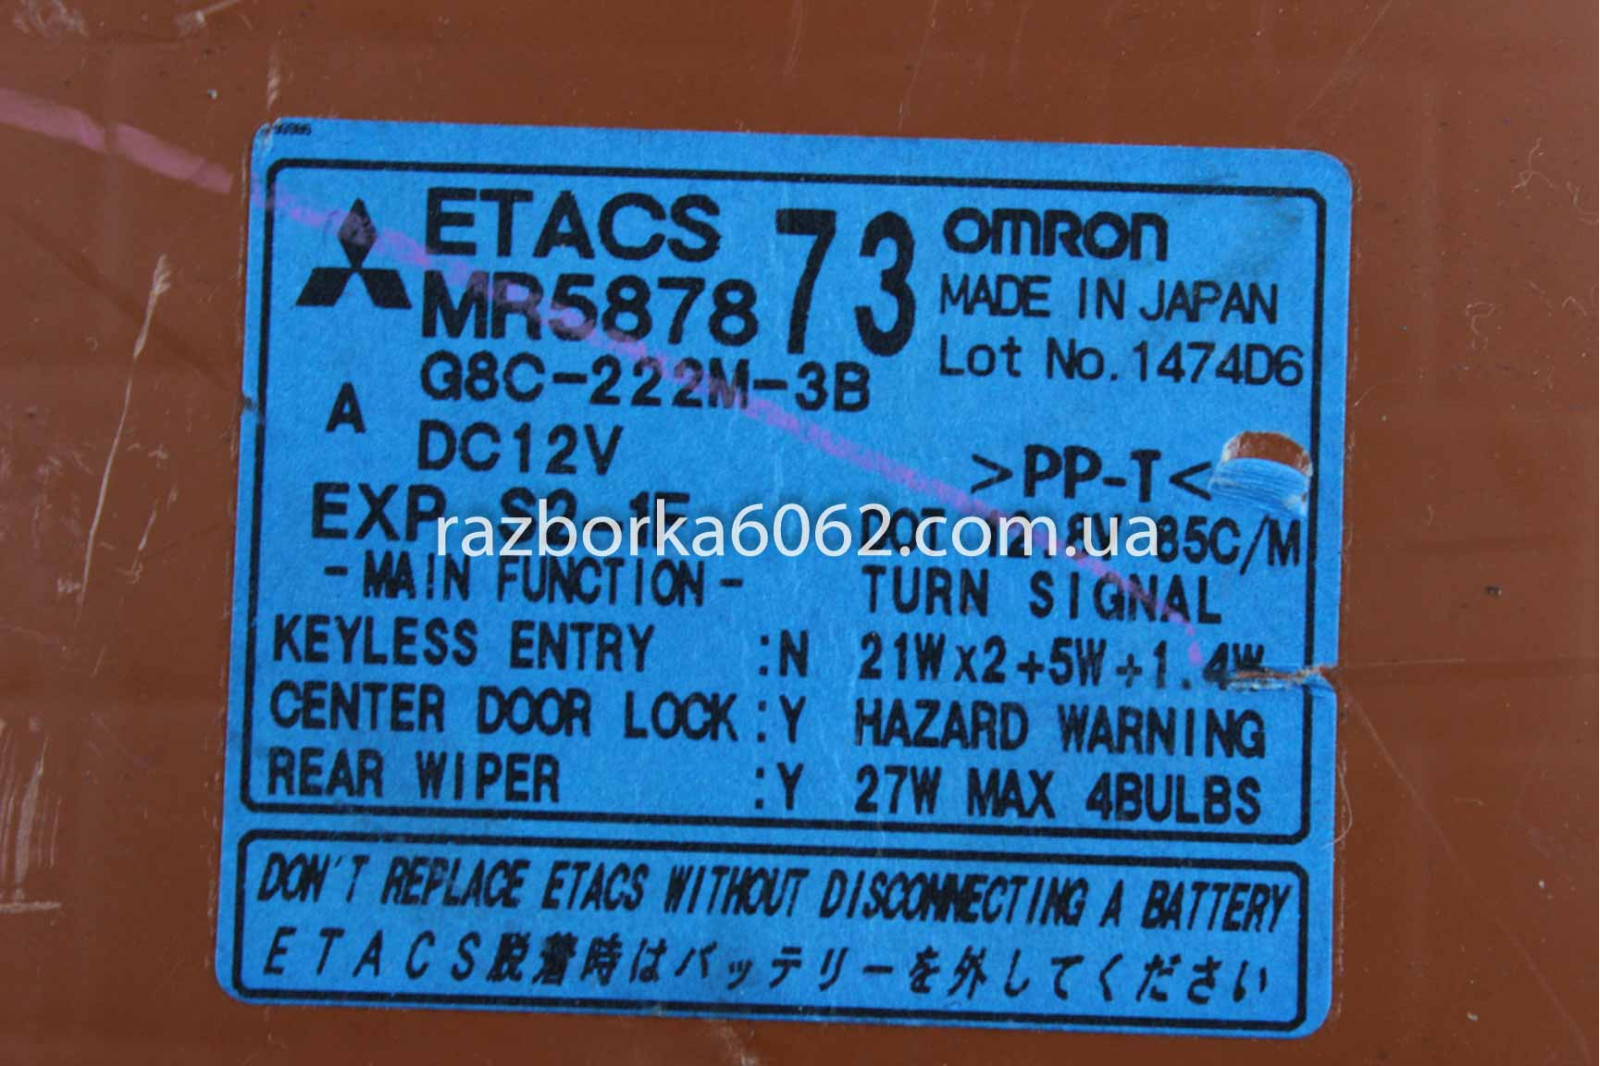 ETACS
MR587873
G8C-222M-3B
A
DC12V
EXP
-MAIN FUNCTION-
KEYLESS ENTRY :N
CENTER DOOR LOCK :Y
REAR WIPER :Y
OMRON
MADE IN JAPAN
Lot No. 1474D6
>PP-T<
85C/M
TURN SIGNAL
21Wx2+5W+1.4W
HAZARD WARNING
27W MAX 4BULBS
razborka6062.com.ua
DON'T REPLACE ETACS WITHOUT DISCONNECTING A BATTERY
ETACS脱着時はバッテリーを外してください